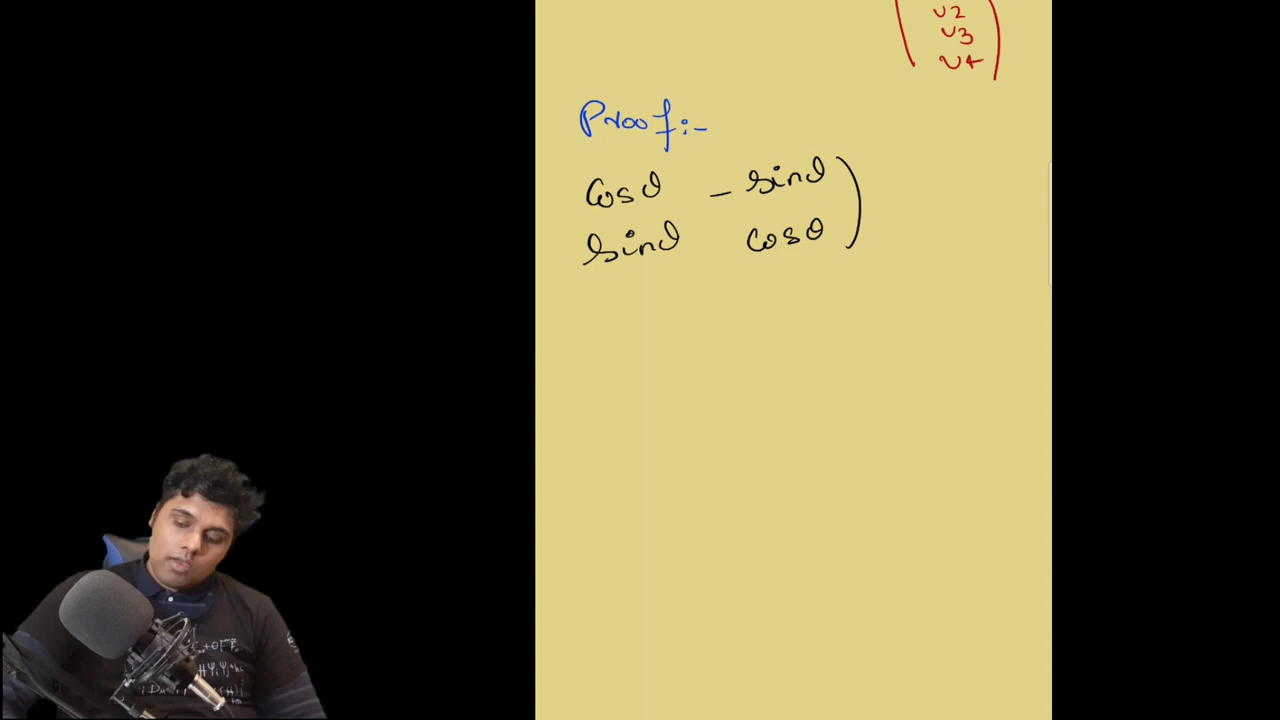 v2
v3
v4
Proof:-
cosθ - sinθ )
sinθ cosθ